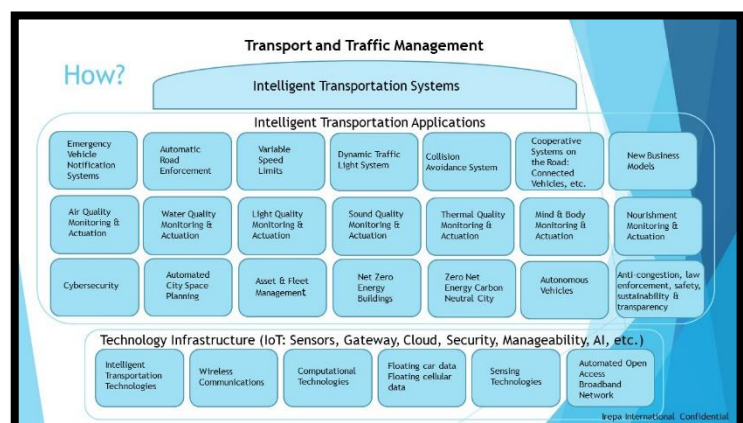 Transport and Traffic Management
How?
Intelligent Transportation Systems
Intelligent Transportation Applications
Emergency
Vehicle
Notification
Systems
Automatic
Road
Enforcement
Variable
Speed
Limits
Dynamic Traffic
Light System
Collision
Avoidance System
Cooperative
Systems on
the Road:
Connected
Vehicles, etc.
New Business
Models
Air Quality
Monitoring &
Actuation
Water Quality
Monitoring &
Actuation
Light Quality
Monitoring &
Actuation
Sound Quality
Monitoring &
Actuation
Thermal Quality
Monitoring &
Actuation
Mind & Body
Monitoring &
Actuation
Nourishment
Monitoring &
Actuation
Cybersecurity
Automated
City Space
Planning
Asset & Fleet
Management
Net Zero
Energy
Buildings
Zero Net
Energy Carbon
Neutral City
Autonomous
Vehicles
Anti-congestion, law
enforcement, safety,
sustainability &
transparency
Technology Infrastructure (IoT: Sensors, Gateway, Cloud, Security, Manageability, AI, etc.)
Intelligent
Transportation
Technologies
Wireless
Communications
Computational
Technologies
Floating car data
Floating cellular
data
Sensing
Technologies
Automated Open
Access
Broadband
Network
Irepa International Confidential